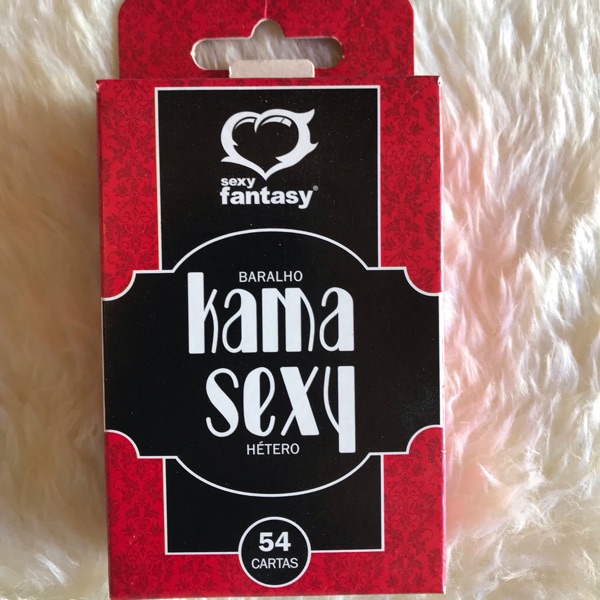 sexy
fantasy®
BARALHO
kama
sexy
HÉTERO
54
CARTAS